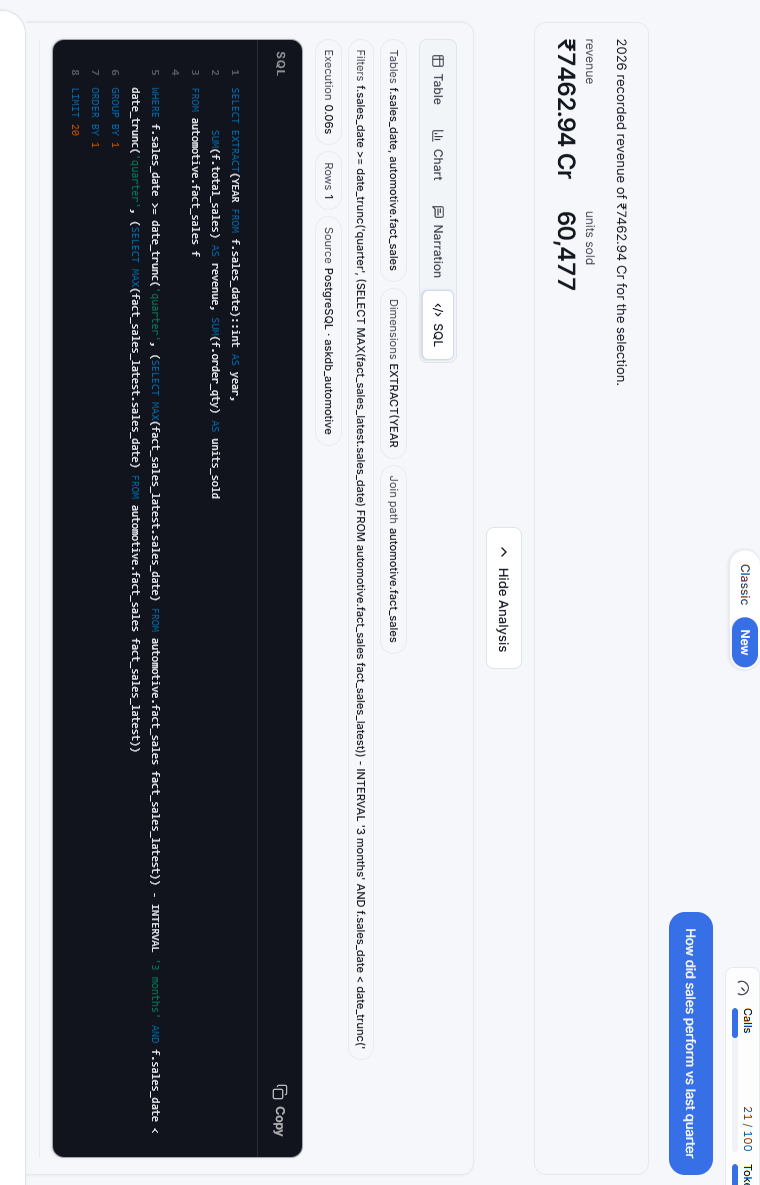 Classic New
Calls 21 / 100 Toke
How did sales perform vs last quarter
2026 recorded revenue of ₹7462.94 Cr for the selection.
revenue units sold
₹7462.94 Cr 60,477
Hide Analysis
Table Chart Narration SQL
Tables f.sales_date, automotive.fact_sales Dimensions EXTRACT(YEAR Join path automotive.fact_sales
Filters f.sales_date >= date_trunc('quarter', (SELECT MAX(fact_sales_latest.sales_date) FROM automotive.fact_sales fact_sales_latest)) - INTERVAL '3 months' AND f.sales_date < date_trunc('
Execution 0.06s Rows 1 Source PostgreSQL · askdb_automotive
SQL Copy
1 SELECT EXTRACT(YEAR FROM f.sales_date)::int AS year,
2 SUM(f.total_sales) AS revenue, SUM(f.order_qty) AS units_sold
3 FROM automotive.fact_sales f
4
5 WHERE f.sales_date >= date_trunc('quarter', (SELECT MAX(fact_sales_latest.sales_date) FROM automotive.fact_sales fact_sales_latest)) - INTERVAL '3 months' AND f.sales_date <
date_trunc('quarter', (SELECT MAX(fact_sales_latest.sales_date) FROM automotive.fact_sales fact_sales_latest))
6 GROUP BY 1
7 ORDER BY 1
8 LIMIT 20